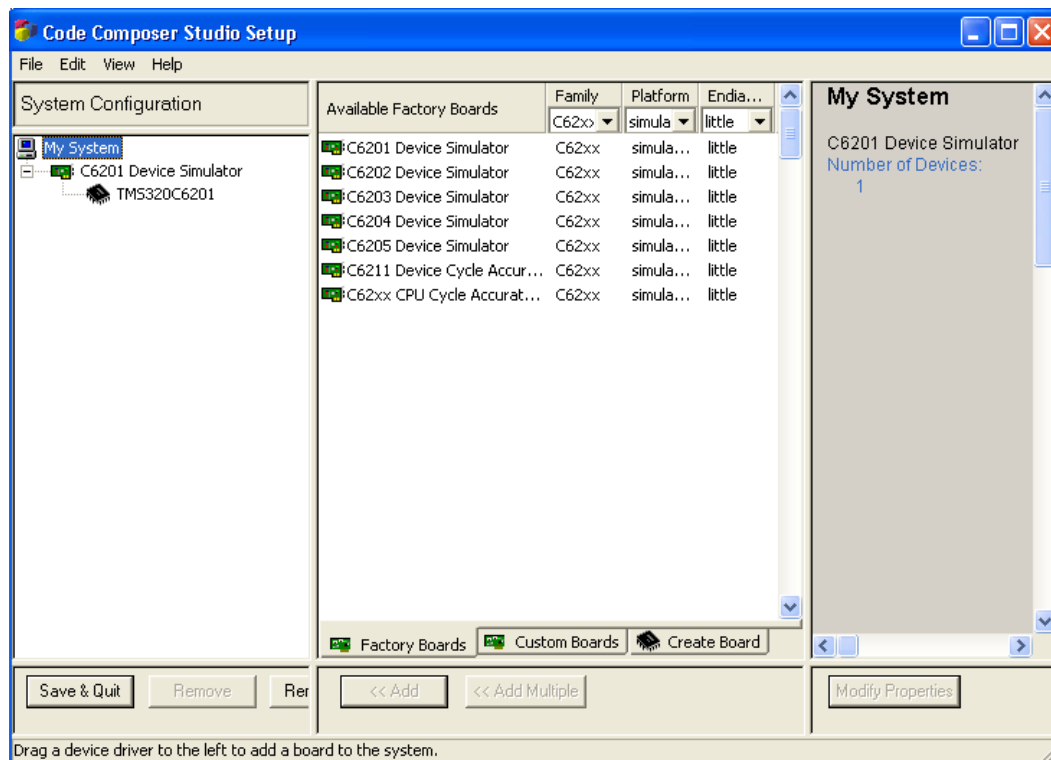 Code Composer Studio Setup
File Edit View Help
System Configuration
My System
C6201 Device Simulator
TMS320C6201
Available Factory Boards Family Platform Endia...
C62x simula little
C6201 Device Simulator C62xx simula... little
C6202 Device Simulator C62xx simula... little
C6203 Device Simulator C62xx simula... little
C6204 Device Simulator C62xx simula... little
C6205 Device Simulator C62xx simula... little
C6211 Device Cycle Accur... C62xx simula... little
C62xx CPU Cycle Accurat... C62xx simula... little
Factory Boards Custom Boards Create Board
My System
C6201 Device Simulator
Number of Devices:
1
Save & Quit Remove Rer << Add << Add Multiple Modify Properties
Drag a device driver to the left to add a board to the system.